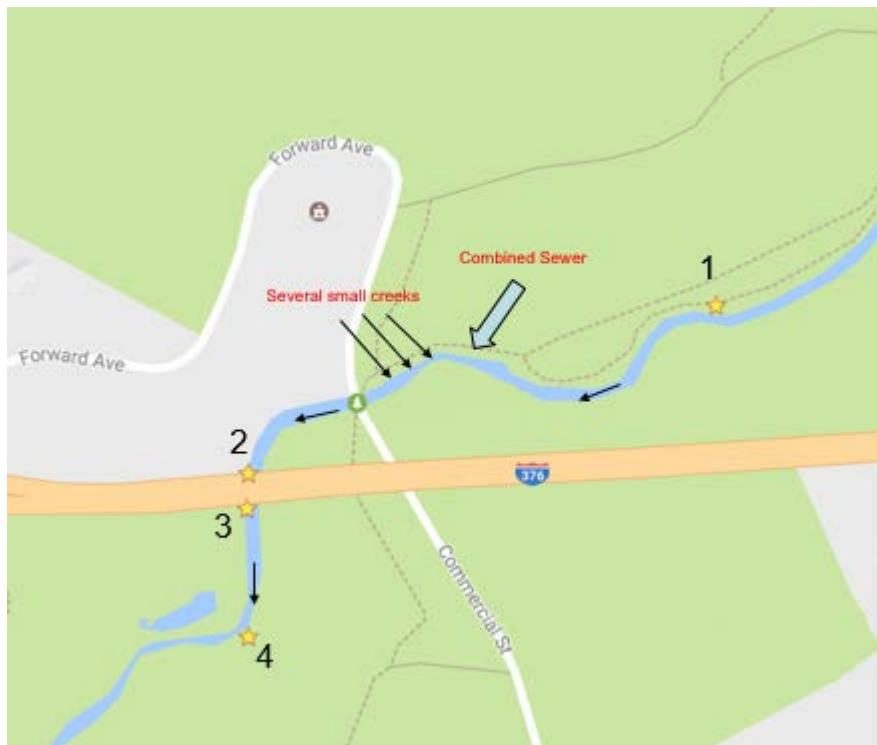 Forward Ave
Combined Sewer
1
Several small creeks
Forward Ave
2
376
3
Commercial St
4